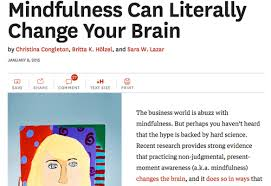 Mindfulness Can Literally
Change Your Brain
by Christina Congleton, Britta K. Hölzel, and Sara W. Lazar
JANUARY 8, 2015
SAVE SHARE COMMENT TEXT SIZE PRINT
The business world is abuzz with
mindfulness. But perhaps you haven't heard
that the hype is backed by hard science.
Recent research provides strong evidence
that practicing non-judgmental, present-
moment awareness (a.k.a. mindfulness)
changes the brain, and it does so in ways that